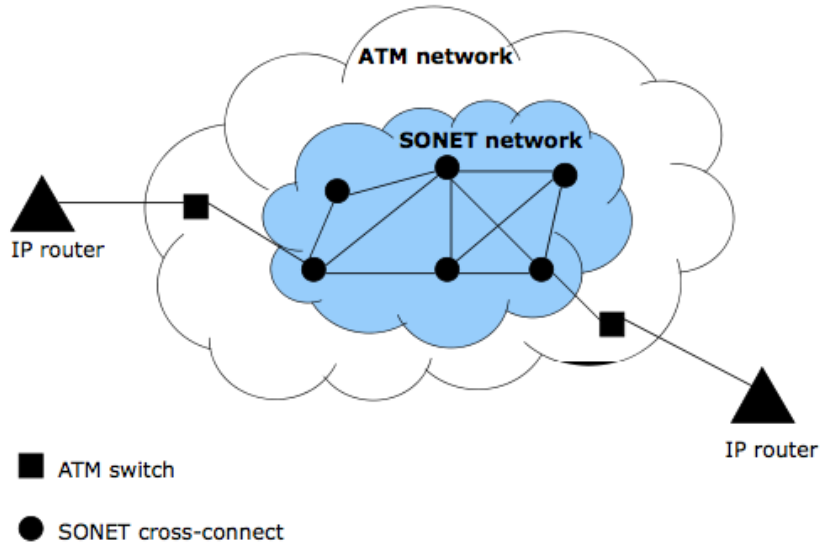 ATM network
SONET network
IP router
IP router
ATM switch
SONET cross-connect